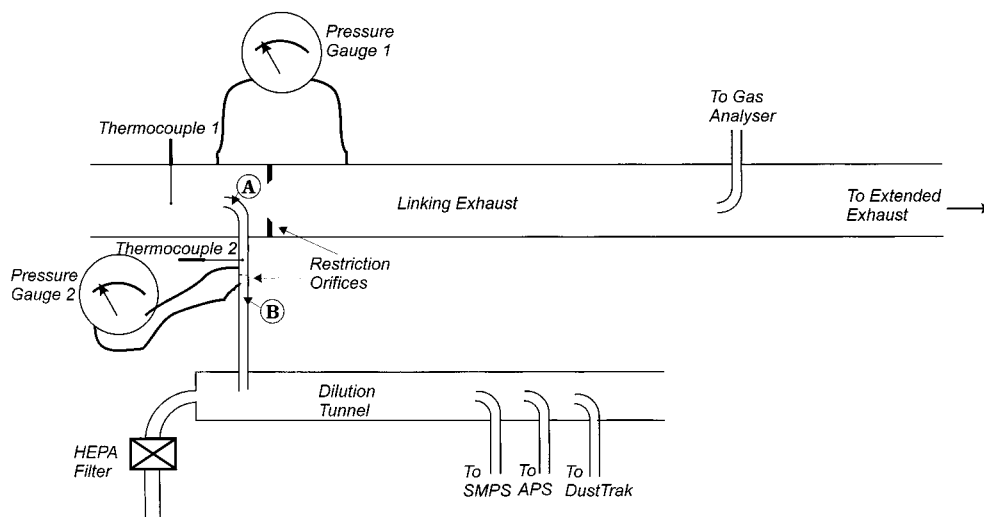 Pressure
Gauge 1
To Gas
Analyser
Thermocouple 1
A
Linking Exhaust
To Extended
Exhaust
Thermocouple 2
Restriction
Orifices
Pressure
Gauge 2
B
Dilution
Tunnel
HEPA
Filter
To
SMPS
To
APS
To
DustTrak